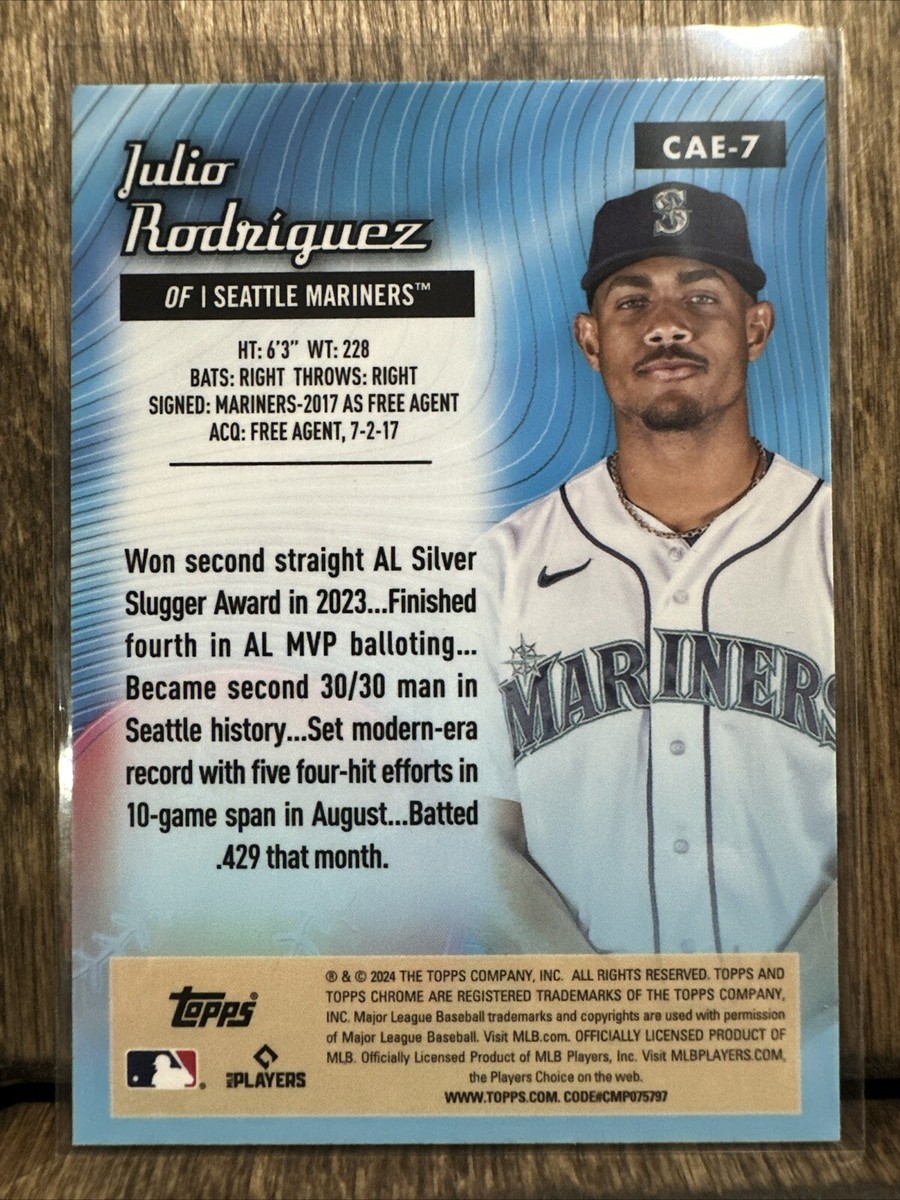 CAE-7
Julio
Rodríguez
OF | SEATTLE MARINERS™
HT: 6'3" WT: 228
BATS: RIGHT THROWS: RIGHT
SIGNED: MARINERS-2017 AS FREE AGENT
ACQ: FREE AGENT, 7-2-17
Won second straight AL Silver
Slugger Award in 2023...Finished
fourth in AL MVP balloting...
Became second 30/30 man in
Seattle history...Set modern-era
record with five four-hit efforts in
10-game span in August...Batted
.429 that month.
S
MARINERS
topps®
MLB PLAYERS
® & © 2024 THE TOPPS COMPANY, INC. ALL RIGHTS RESERVED. TOPPS AND
TOPPS CHROME ARE REGISTERED TRADEMARKS OF THE TOPPS COMPANY,
INC. Major League Baseball trademarks and copyrights are used with permission
of Major League Baseball. Visit MLB.com. OFFICIALLY LICENSED PRODUCT OF
MLB. Officially Licensed Product of MLB Players, Inc. Visit MLBPLAYERS.COM,
the Players Choice on the web.
WWW.TOPPS.COM. CODE#CMP075797